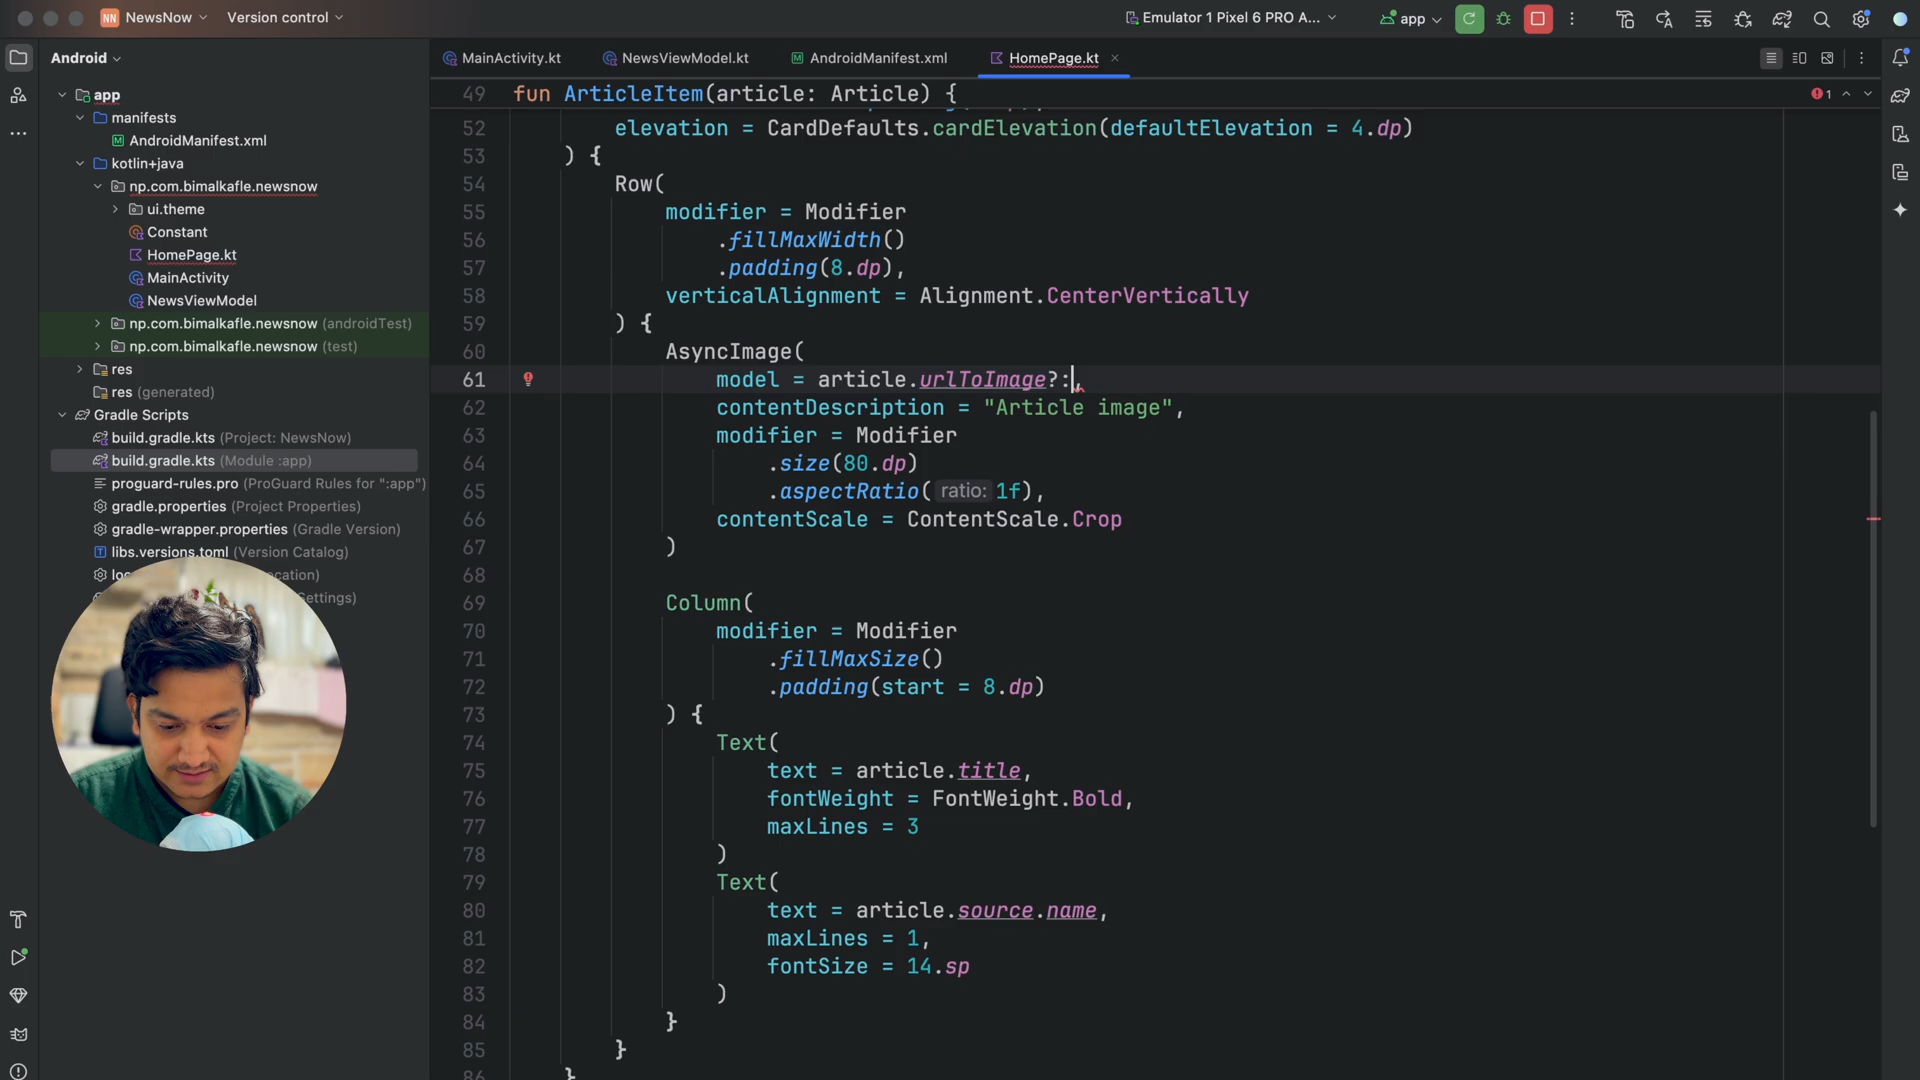 NN NewsNow Version control Emulator 1 Pixel 6 PRO A... app
Android MainActivity.kt NewsViewModel.kt AndroidManifest.xml HomePage.kt
app
manifests
AndroidManifest.xml
kotlin+java
np.com.bimalkafle.newsnow
ui.theme
Constant
HomePage.kt
MainActivity
NewsViewModel
np.com.bimalkafle.newsnow (androidTest)
np.com.bimalkafle.newsnow (test)
res
res (generated)
Gradle Scripts
build.gradle.kts (Project: NewsNow)
build.gradle.kts (Module :app)
proguard-rules.pro (ProGuard Rules for ":app")
gradle.properties (Project Properties)
gradle-wrapper.properties (Gradle Version)
libs.versions.toml (Version Catalog)
49 fun ArticleItem(article: Article) { 1
52 elevation = CardDefaults.cardElevation(defaultElevation = 4.dp)
53 ) {
54 Row(
55 modifier = Modifier
56 .fillMaxWidth()
57 .padding(8.dp),
58 verticalAlignment = Alignment.CenterVertically
59 ) {
60 AsyncImage(
61 model = article.urlToImage?:,
62 contentDescription = "Article image",
63 modifier = Modifier
64 .size(80.dp)
65 .aspectRatio( ratio: 1f),
66 contentScale = ContentScale.Crop
67 )
68
69 Column(
70 modifier = Modifier
71 .fillMaxSize()
72 .padding(start = 8.dp)
73 ) {
74 Text(
75 text = article.title,
76 fontWeight = FontWeight.Bold,
77 maxLines = 3
78 )
79 Text(
80 text = article.source.name,
81 maxLines = 1,
82 fontSize = 14.sp
83 )
84 }
85 }
86 }